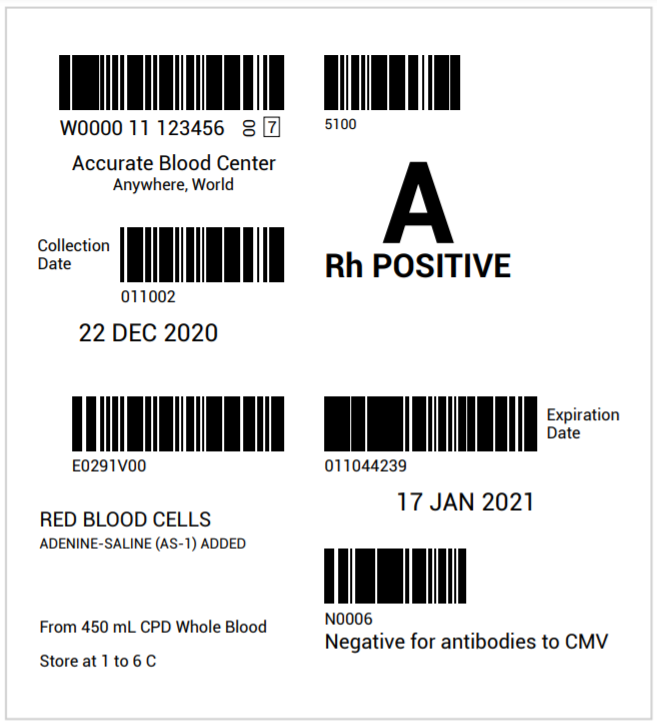 W0000 11 123456 00 7
Accurate Blood Center
Anywhere, World
Collection
Date
011002
22 DEC 2020
5100
A
Rh POSITIVE
E0291V00
RED BLOOD CELLS
ADENINE-SALINE (AS-1) ADDED
From 450 mL CPD Whole Blood
Store at 1 to 6 C
011044239
Expiration
Date
17 JAN 2021
N0006
Negative for antibodies to CMV